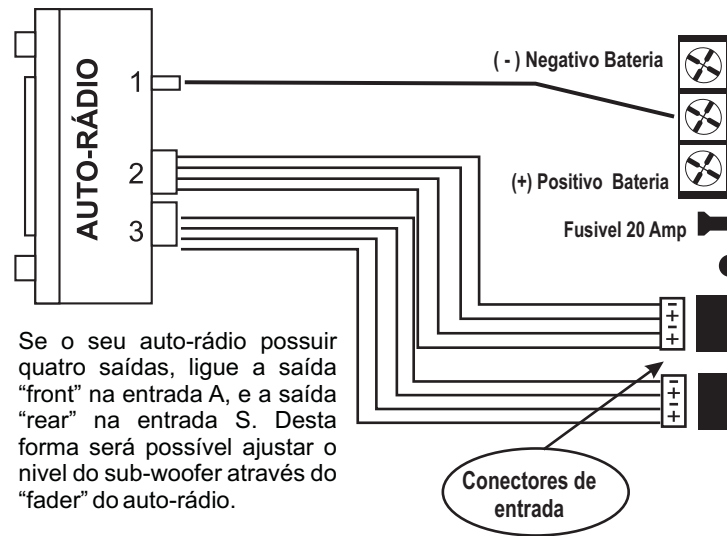 AUTO-RÁDIO
1
2
3
( - ) Negativo Bateria
(+) Positivo Bateria
Fusivel 20 Amp
- + - +
- + - +
Conectores de
entrada
Se o seu auto-rádio possuir
quatro saídas, ligue a saída
“front” na entrada A, e a saída
“rear” na entrada S. Desta
forma será possível ajustar o
nivel do sub-woofer através do
“fader” do auto-rádio.